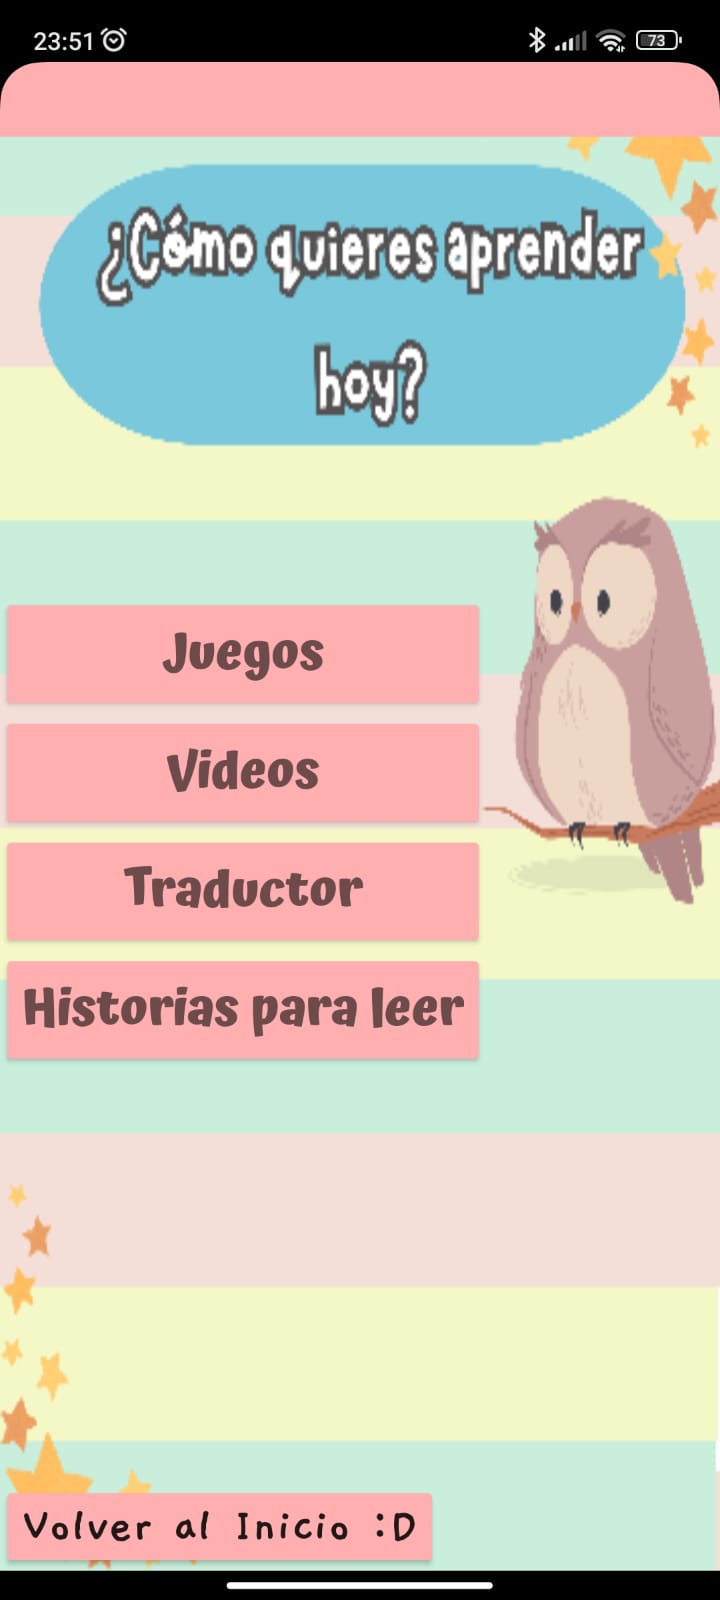 23:51
73
¿Cómo quieres aprender
hoy?
Juegos
Videos
Traductor
Historias para leer
Volver al Inicio :D